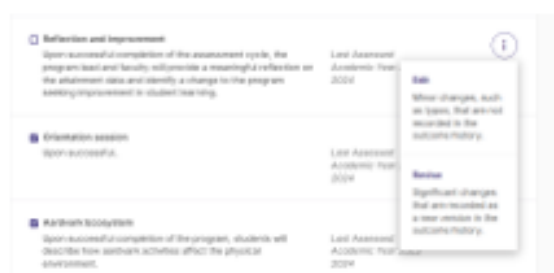 Reflection and improvement
Upon successful completion of the assessment cycle, the
program lead and faculty will provide a meaningful reflection on
the attainment data and identify a change to the program
seeking improvement in student learning.
Last Assessed
Academic Year
2024
Edit
Minor changes, such
as typos, that are not
recorded in the
outcome history.
Revise
Significant changes
that are recorded as
a new version in the
outcome history.
Orientation session
Upon successful.
Last Assessed
Academic Year
2024
Aardvark Ecosystem
Upon successful completion of the program, students will
describe how aardvark activities affect the physical
environment.
Last Assessed
Academic Year
2024